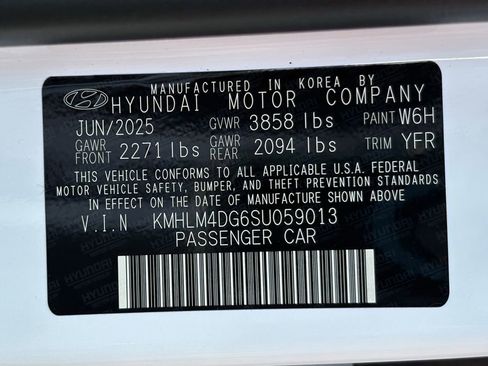 MANUFACTURED IN KOREA BY
HYUNDAI MOTOR COMPANY
JUN/2025 GVWR 3858 lbs PAINT W6H
GAWR FRONT 2271 lbs GAWR REAR 2094 lbs TRIM YFR
THIS VEHICLE CONFORMS TO ALL APPLICABLE U.S.A. FEDERAL
MOTOR VEHICLE SAFETY, BUMPER, AND THEFT PREVENTION STANDARDS
IN EFFECT ON THE DATE OF MANUFACTURE SHOWN ABOVE
V.I.N KMHLM4DG6SU059013
PASSENGER CAR